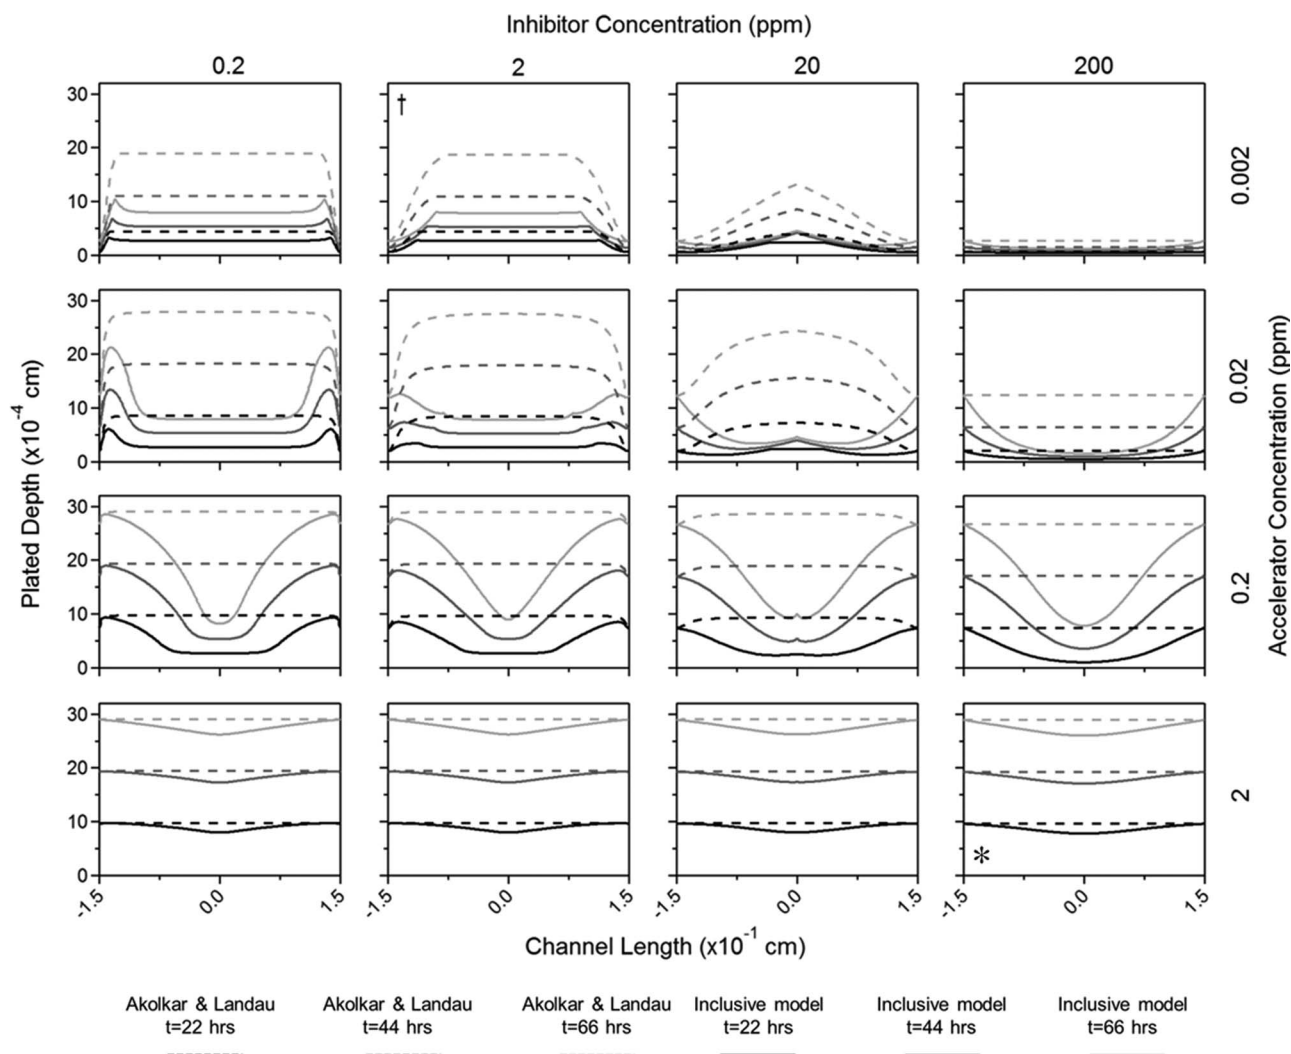 Inhibitor Concentration (ppm)
0.2 2 20 200
30
20
10
0
†
0.002
30
20
10
0
0.02
30
20
10
0
0.2
30
20
10
0
*
2
-1.5 0.0 1.5 -1.5 0.0 1.5 -1.5 0.0 1.5 -1.5 0.0 1.5
Plated Depth (x10⁻⁴ cm)
Accelerator Concentration (ppm)
Channel Length (x10⁻¹ cm)
Akolkar & Landau Akolkar & Landau Akolkar & Landau Inclusive model Inclusive model Inclusive model
t=22 hrs t=44 hrs t=66 hrs t=22 hrs t=44 hrs t=66 hrs